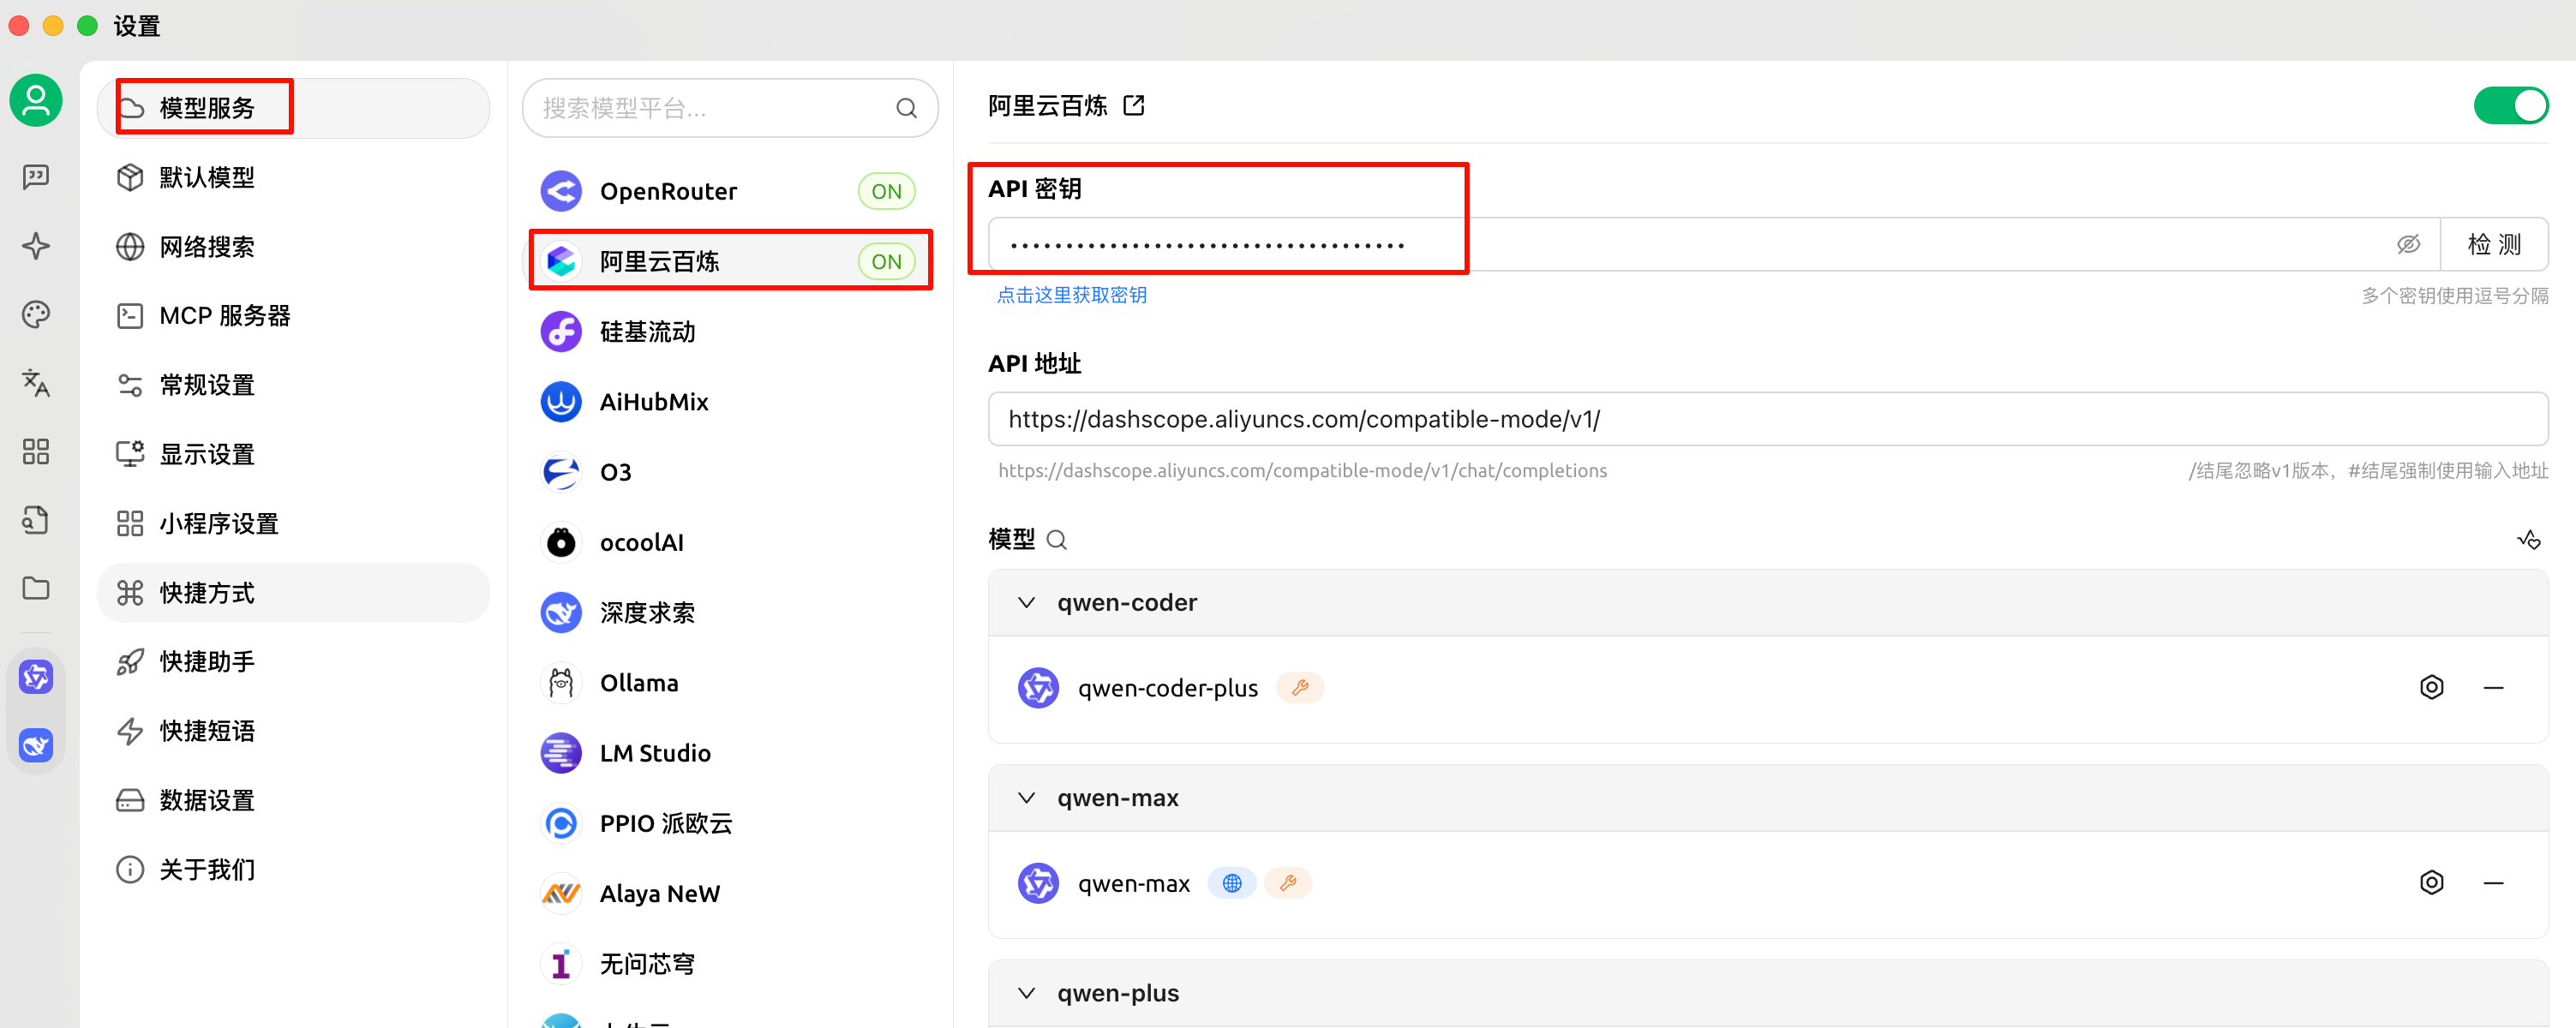 设置
模型服务
默认模型
网络搜索
MCP 服务器
常规设置
显示设置
小程序设置
快捷方式
快捷助手
快捷短语
数据设置
关于我们
搜索模型平台...
OpenRouter ON
阿里云百炼 ON
硅基流动
AiHubMix
O3
ocoolAI
深度求索
Ollama
LM Studio
PPIO 派欧云
Alaya NeW
无问芯穹
阿里云百炼
API 密钥
••••••••••••••••••••••••••••••••••• 检 测
点击这里获取密钥 多个密钥使用逗号分隔
API 地址
https://dashscope.aliyuncs.com/compatible-mode/v1/
https://dashscope.aliyuncs.com/compatible-mode/v1/chat/completions /结尾忽略v1版本，#结尾强制使用输入地址
模型
qwen-coder
qwen-coder-plus
qwen-max
qwen-max
qwen-plus